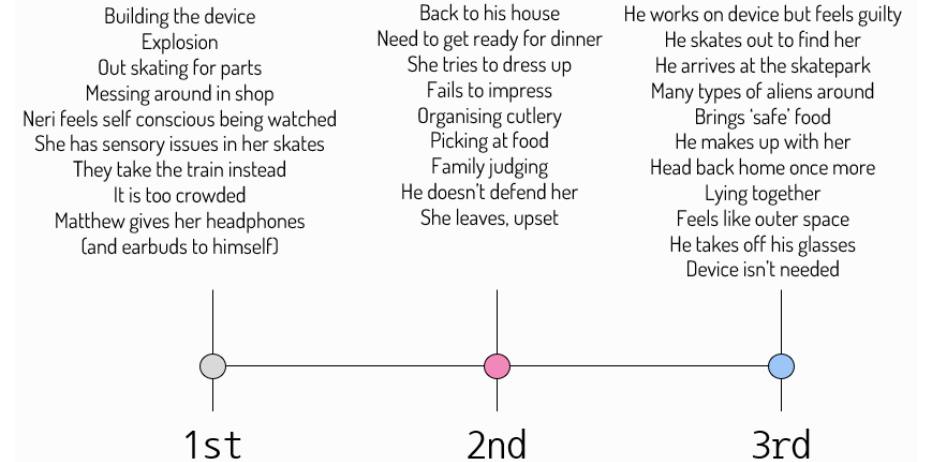 Building the device
Explosion
Out skating for parts
Messing around in shop
Neri feels self conscious being watched
She has sensory issues in her skates
They take the train instead
It is too crowded
Matthew gives her headphones
(and earbuds to himself)
Back to his house
Need to get ready for dinner
She tries to dress up
Fails to impress
Organising cutlery
Picking at food
Family judging
He doesn't defend her
She leaves, upset
He works on device but feels guilty
He skates out to find her
He arrives at the skatepark
Many types of aliens around
Brings 'safe' food
He makes up with her
Head back home once more
Lying together
Feels like outer space
He takes off his glasses
Device isn't needed
1st
2nd
3rd